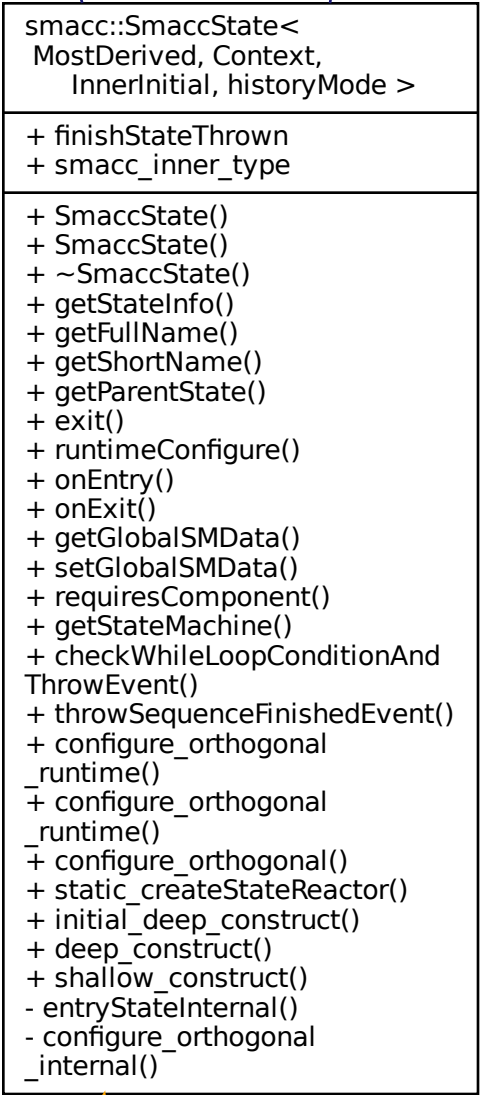 smacc::SmaccState<
MostDerived, Context,
InnerInitial, historyMode >
+ finishStateThrown
+ smacc_inner_type
+ SmaccState()
+ SmaccState()
+ ~SmaccState()
+ getStateInfo()
+ getFullName()
+ getShortName()
+ getParentState()
+ exit()
+ runtimeConfigure()
+ onEntry()
+ onExit()
+ getGlobalSMData()
+ setGlobalSMData()
+ requiresComponent()
+ getStateMachine()
+ checkWhileLoopConditionAnd
ThrowEvent()
+ throwSequenceFinishedEvent()
+ configure_orthogonal
_runtime()
+ configure_orthogonal
_runtime()
+ configure_orthogonal()
+ static_createStateReactor()
+ initial_deep_construct()
+ deep_construct()
+ shallow_construct()
- entryStateInternal()
- configure_orthogonal
_internal()